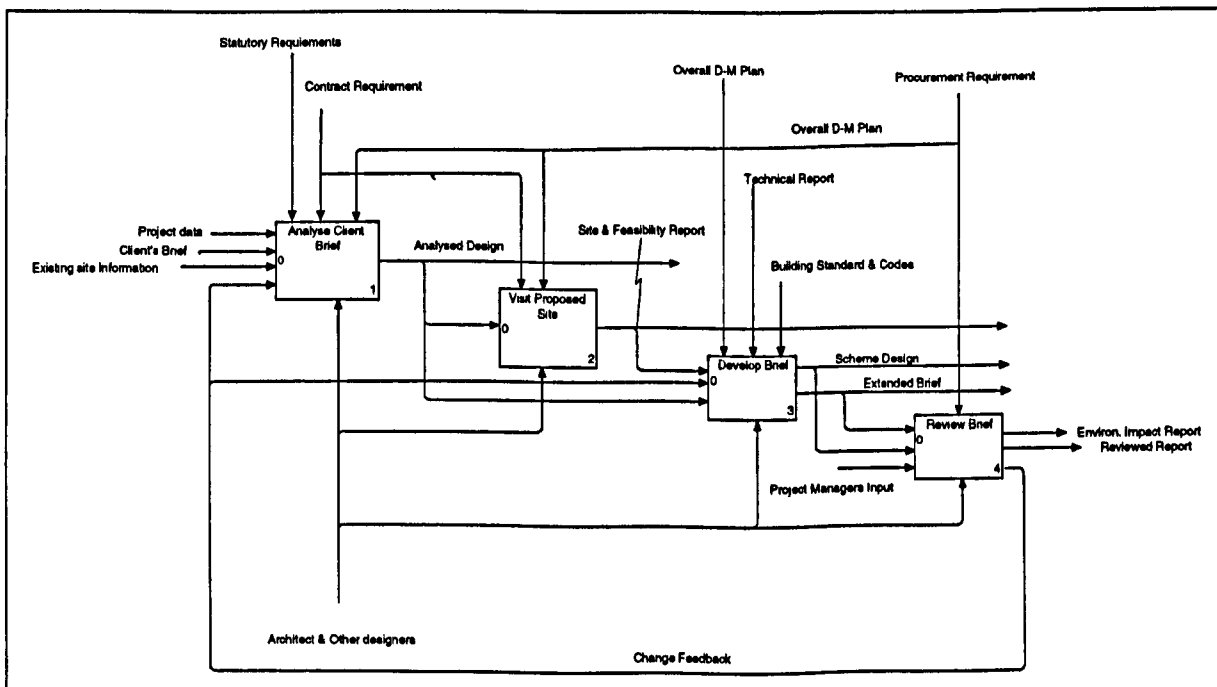 Statutory Requiements
Contract Requirement
Overall D-M Plan
Procurement Requirement
Overall D-M Plan
Technical Report
Project data
Client's Brief
Existing site Information
Analyse Client
Brief
0
1
Analysed Design
Site & Feasibility Report
Building Standard & Codes
Visit Proposed
Site
0
2
Develop Brief
0
3
Scheme Design
Extended Brief
Review Brief
0
4
Environ. Impact Report
Reviewed Report
Project Managers Input
Architect & Other designers
Change Feedback